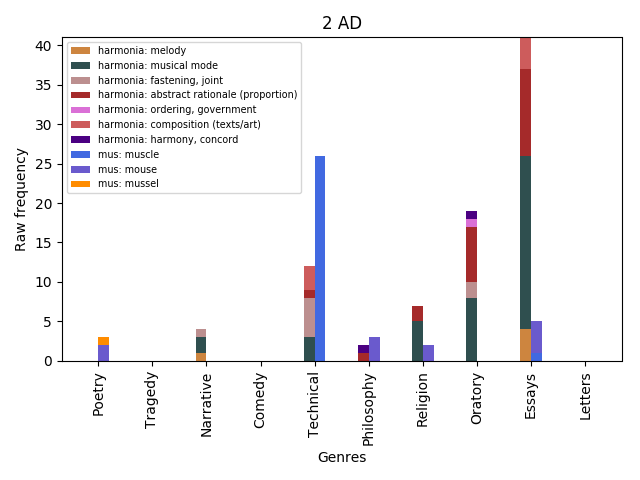 2 AD
harmonia: melody
harmonia: musical mode
harmonia: fastening, joint
harmonia: abstract rationale (proportion)
harmonia: ordering, government
harmonia: composition (texts/art)
harmonia: harmony, concord
mus: muscle
mus: mouse
mus: mussel
Raw frequency
40
35
30
25
20
15
10
5
0
Poetry
Tragedy
Narrative
Comedy
Technical
Philosophy
Religion
Oratory
Essays
Letters
Genres